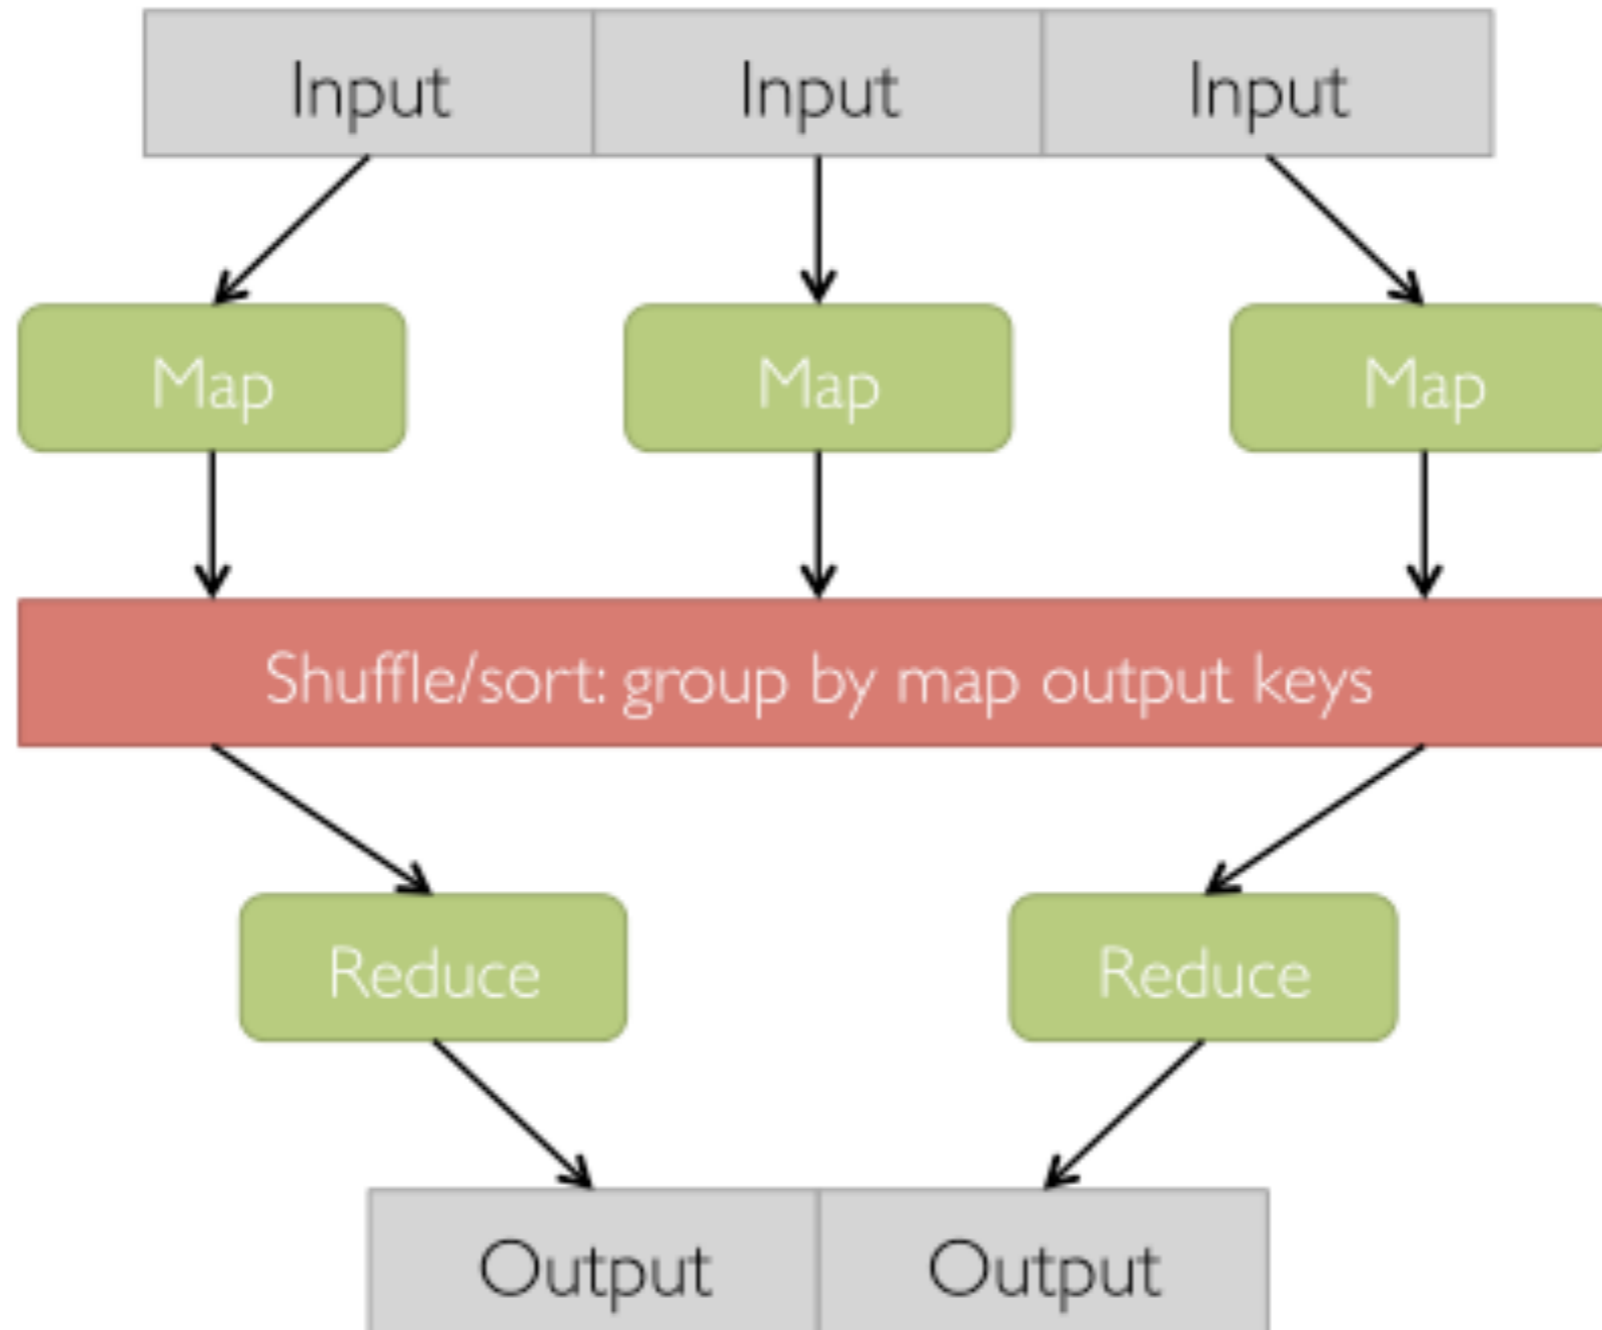 Input Input Input
Map Map Map
Shuffle/sort: group by map output keys
Reduce Reduce
Output Output